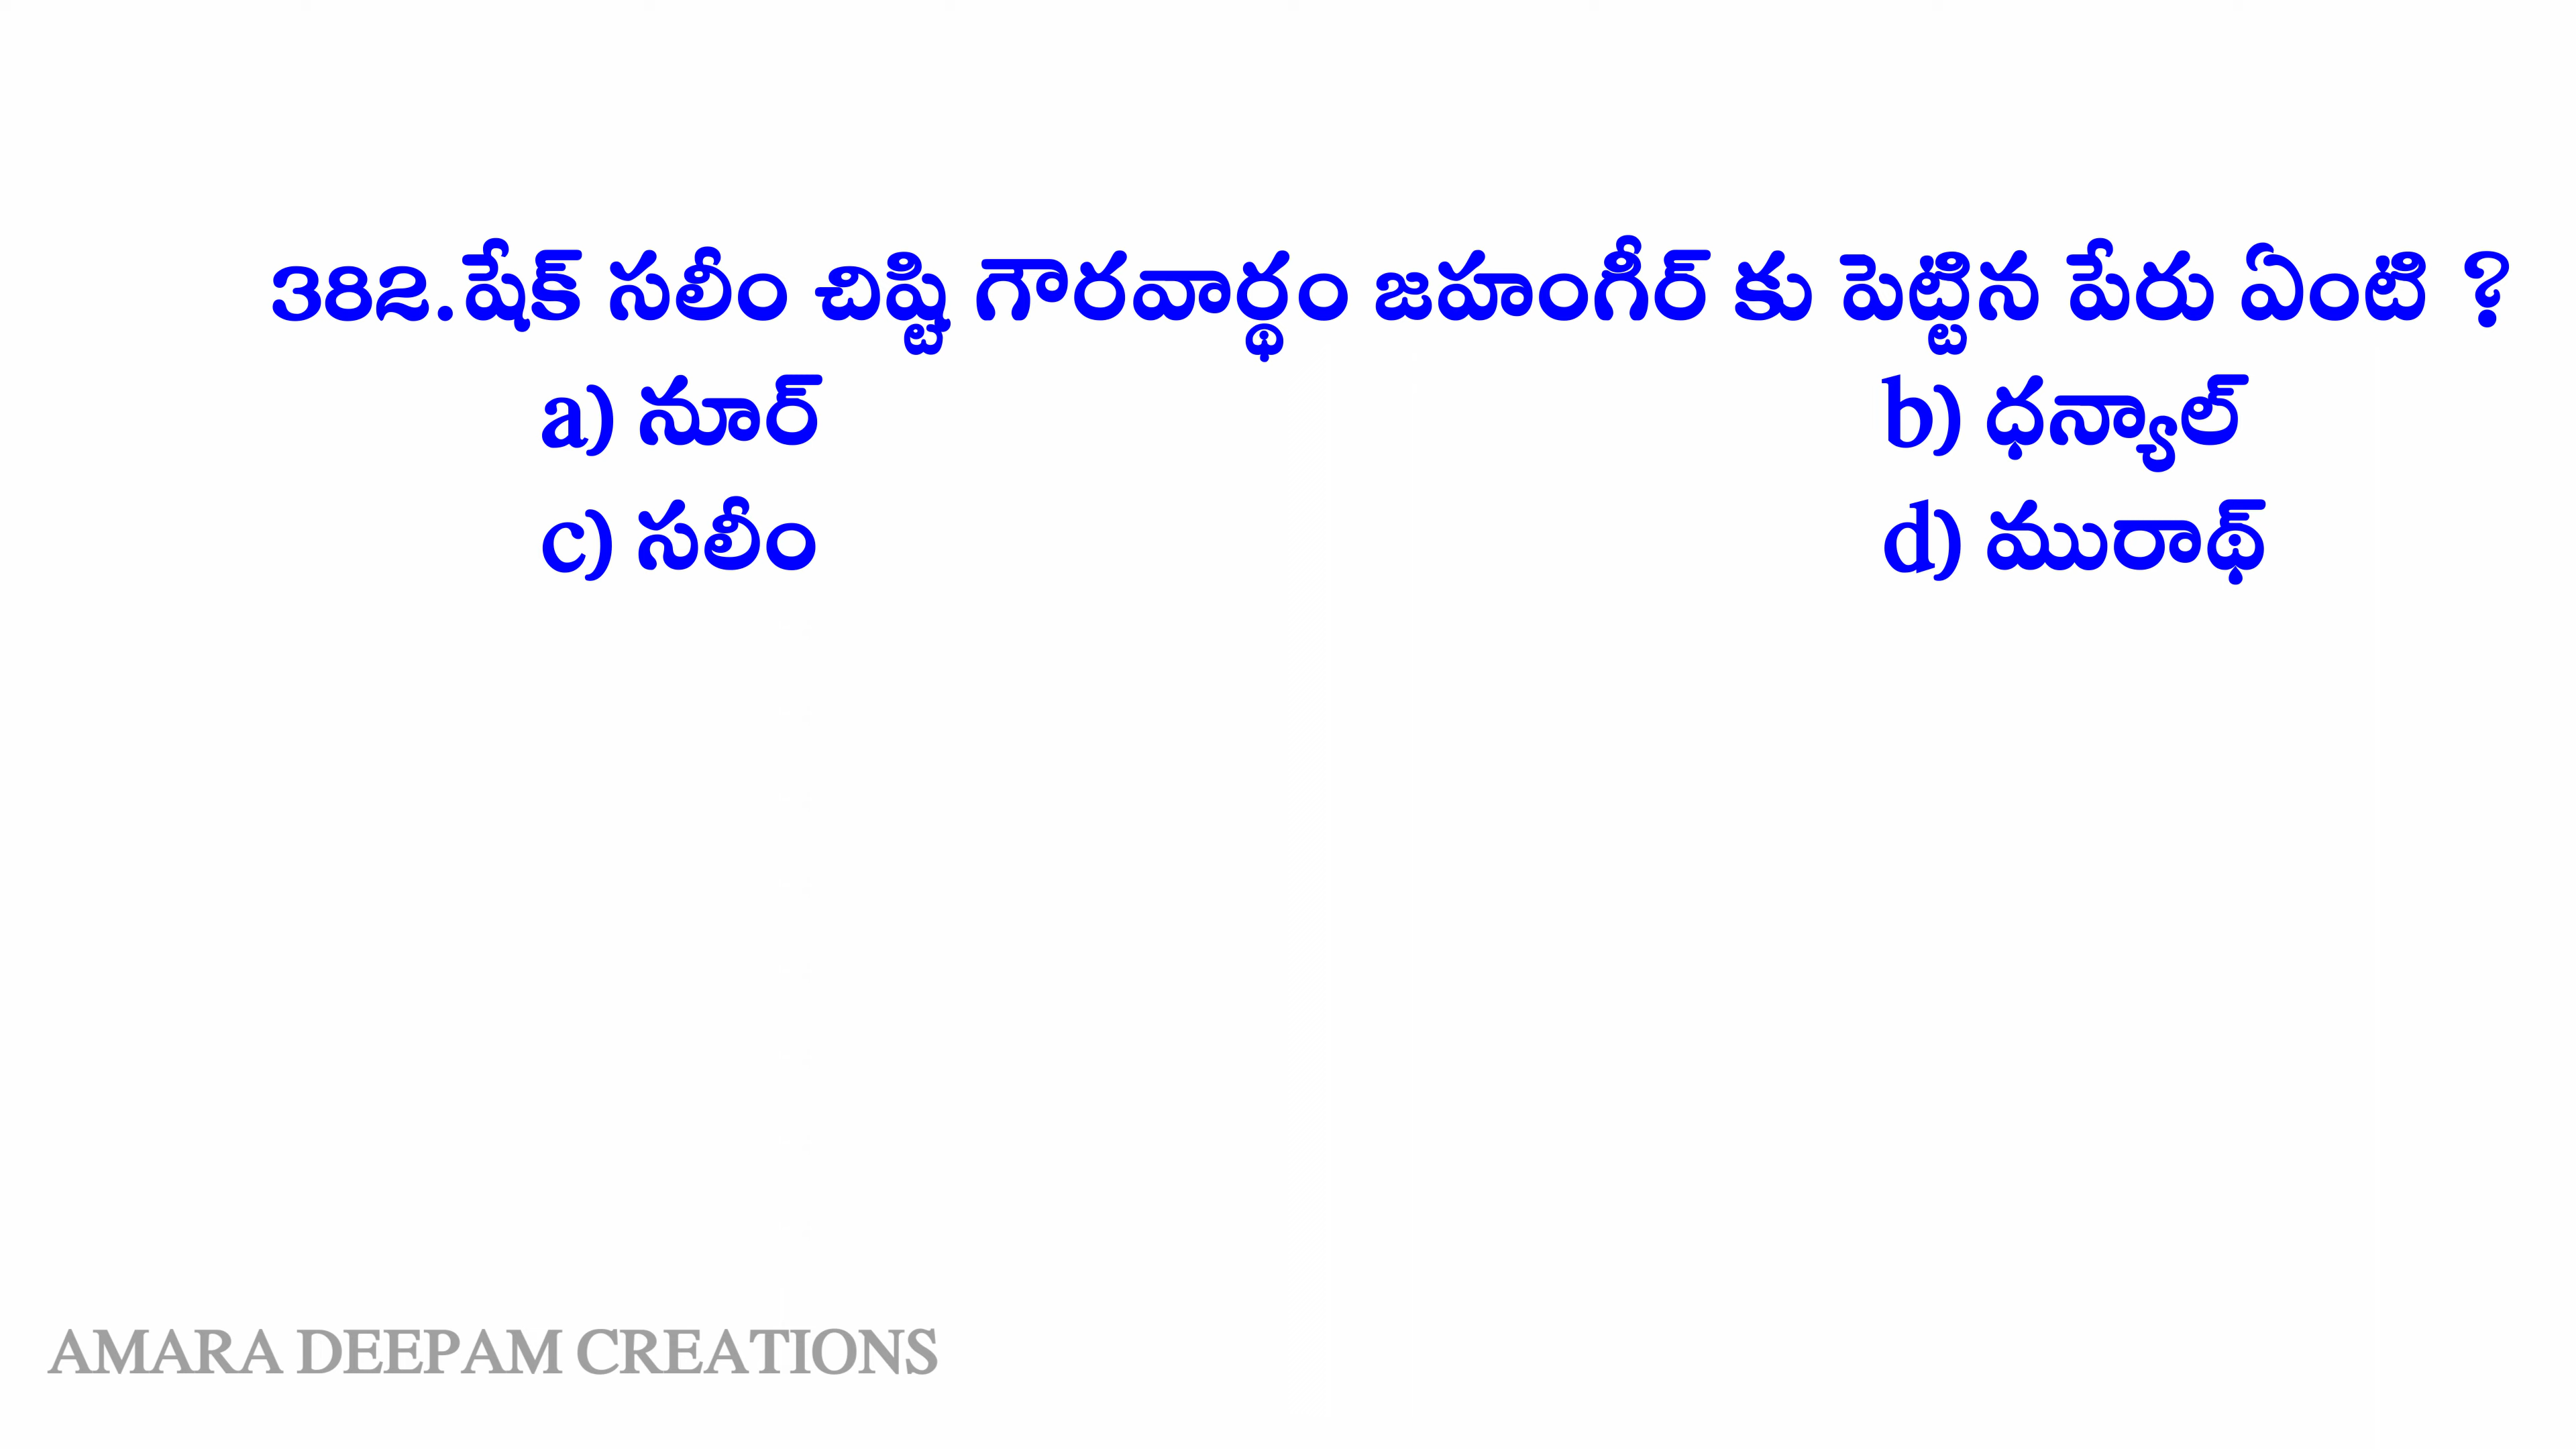 382.షేక్ సలీం చిష్టి గౌరవార్థం జహంగీర్ కు పెట్టిన పేరు ఏంటి ?
a) నూర్ b) ధన్యాల్
c) సలీం d) మురాథ్
AMARA DEEPAM CREATIONS